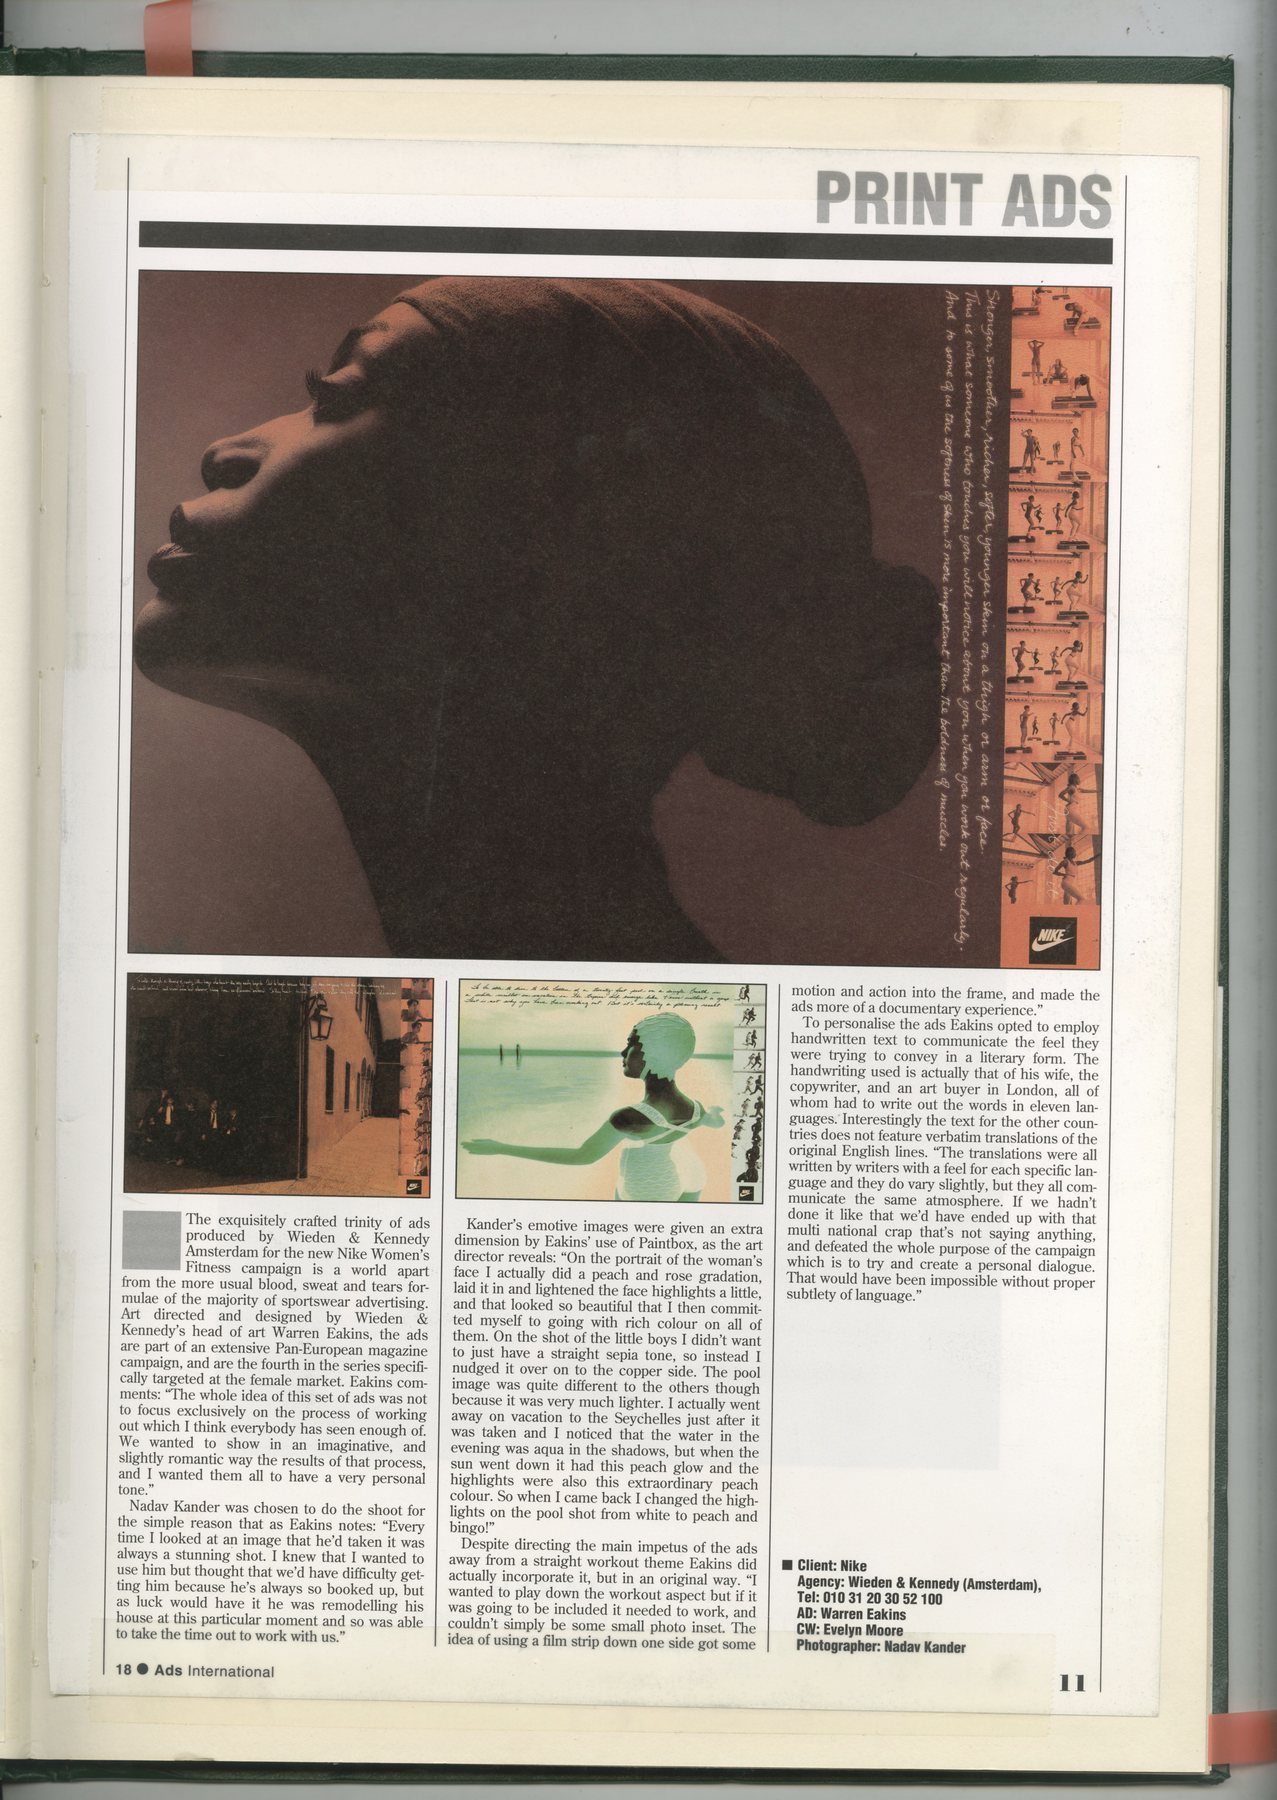 PRINT ADS
Stronger, smoother, richer, softer, younger skin on a thigh or arm or face.
This is what someone who touches you will notice about you when you work out regularly.
And to some of us the softness of skin is more important than the boldness of muscles.
NIKE
The exquisitely crafted trinity of ads
produced by Wieden & Kennedy
Amsterdam for the new Nike Women's
Fitness campaign is a world apart
from the more usual blood, sweat and tears for-
mulae of the majority of sportswear advertising.
Art directed and designed by Wieden &
Kennedy's head of art Warren Eakins, the ads
are part of an extensive Pan-European magazine
campaign, and are the fourth in the series specifi-
cally targeted at the female market. Eakins com-
ments: “The whole idea of this set of ads was not
to focus exclusively on the process of working
out which I think everybody has seen enough of.
We wanted to show in an imaginative, and
slightly romantic way the results of that process,
and I wanted them all to have a very personal
tone.”
Nadav Kander was chosen to do the shoot for
the simple reason that as Eakins notes: “Every
time I looked at an image that he'd taken it was
always a stunning shot. I knew that I wanted to
use him but thought that we'd have difficulty get-
ting him because he's always so booked up, but
as luck would have it he was remodelling his
house at this particular moment and so was able
to take the time out to work with us.”
Kander's emotive images were given an extra
dimension by Eakins' use of Paintbox, as the art
director reveals: “On the portrait of the woman's
face I actually did a peach and rose gradation,
laid it in and lightened the face highlights a little,
and that looked so beautiful that I then commit-
ted myself to going with rich colour on all of
them. On the shot of the little boys I didn't want
to just have a straight sepia tone, so instead I
nudged it over on to the copper side. The pool
image was quite different to the others though
because it was very much lighter. I actually went
away on vacation to the Seychelles just after it
was taken and I noticed that the water in the
evening was aqua in the shadows, but when the
sun went down it had this peach glow and the
highlights were also this extraordinary peach
colour. So when I came back I changed the high-
lights on the pool shot from white to peach and
bingo!”
Despite directing the main impetus of the ads
away from a straight workout theme Eakins did
actually incorporate it, but in an original way. “I
wanted to play down the workout aspect but if it
was going to be included it needed to work, and
couldn't simply be some small photo inset. The
idea of using a film strip down one side got some
motion and action into the frame, and made the
ads more of a documentary experience.”
To personalise the ads Eakins opted to employ
handwritten text to communicate the feel they
were trying to convey in a literary form. The
handwriting used is actually that of his wife, the
copywriter, and an art buyer in London, all of
whom had to write out the words in eleven lan-
guages. Interestingly the text for the other coun-
tries does not feature verbatim translations of the
original English lines. “The translations were all
written by writers with a feel for each specific lan-
guage and they do vary slightly, but they all com-
municate the same atmosphere. If we hadn't
done it like that we'd have ended up with that
multi national crap that's not saying anything,
and defeated the whole purpose of the campaign
which is to try and create a personal dialogue.
That would have been impossible without proper
subtlety of language.”
■ Client: Nike
Agency: Wieden & Kennedy (Amsterdam),
Tel: 010 31 20 30 52 100
AD: Warren Eakins
CW: Evelyn Moore
Photographer: Nadav Kander
18 ● Ads International
11